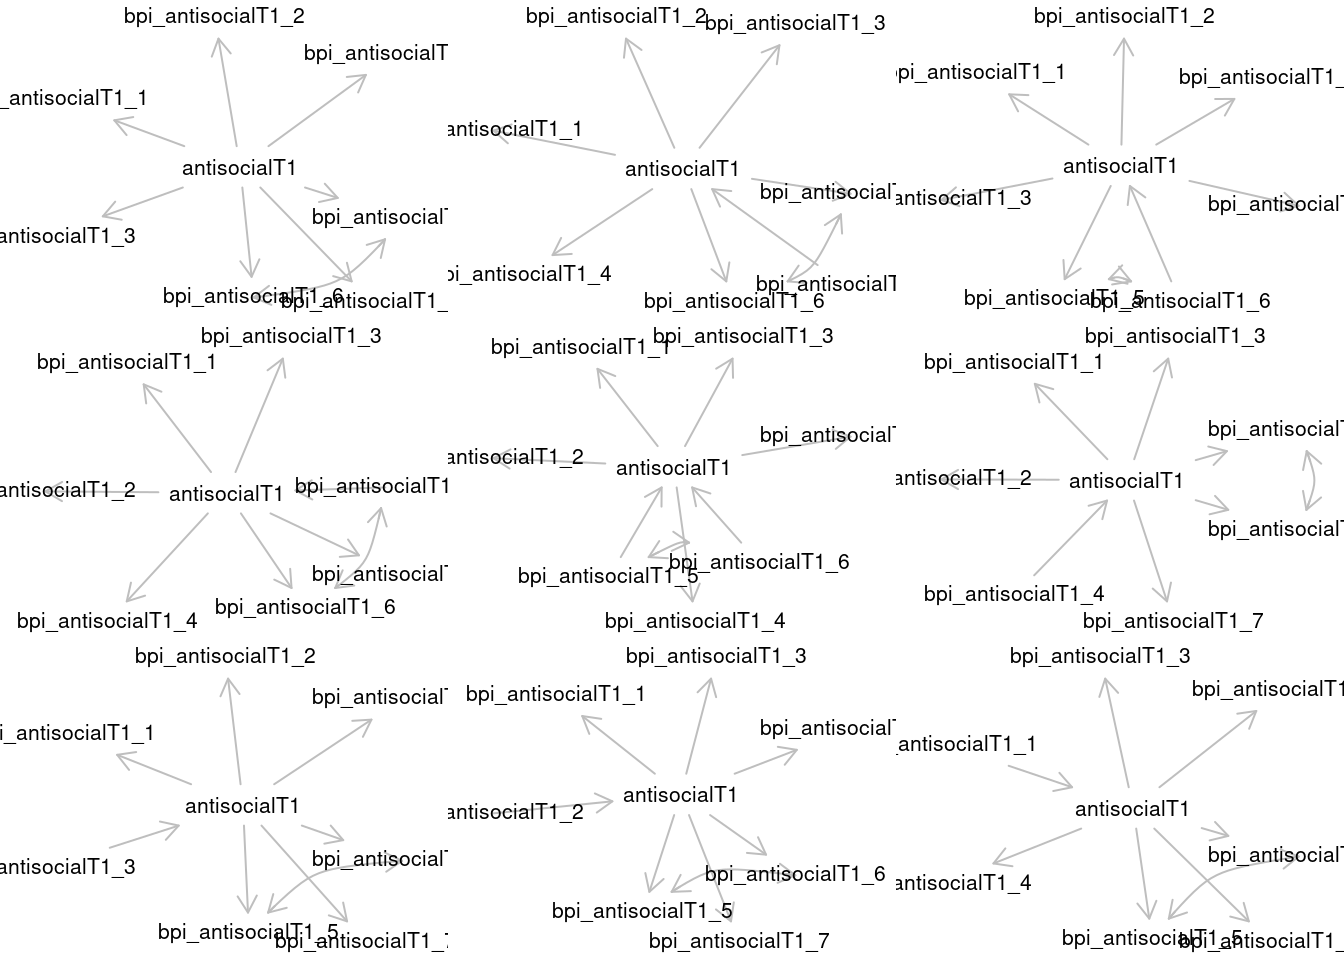 bpi_antisocialT1_2
bpi_antisocialT
_antisocialT1_1
antisocialT1
bpi_antisocialT
antisocialT1_3
bpi_antisocialT1_6
bpi_antisocialT1_
bpi_antisocialT1_2
bpi_antisocialT1_3
antisocialT1_1
antisocialT1
bpi_antisocialT
bpi_antisocialT1_4
bpi_antisocialT
bpi_antisocialT1_6
bpi_antisocialT1_2
bpi_antisocialT1_1
bpi_antisocialT1_
antisocialT1
antisocialT1_3
bpi_antisocialT
bpi_antisocialT1_5
bpi_antisocialT1_6
bpi_antisocialT1_3
bpi_antisocialT1_1
antisocialT1_2
antisocialT1
bpi_antisocialT1
bpi_antisocialT
bpi_antisocialT1_6
bpi_antisocialT1_4
bpi_antisocialT1_1
bpi_antisocialT1_3
bpi_antisocialT
antisocialT1_2
antisocialT1
bpi_antisocialT1_5
bpi_antisocialT1_6
bpi_antisocialT1_4
bpi_antisocialT1_3
bpi_antisocialT1_1
bpi_antisocialT
antisocialT1_2
antisocialT1
bpi_antisocialT
bpi_antisocialT1_4
bpi_antisocialT1_7
bpi_antisocialT1_2
bpi_antisocialT
i_antisocialT1_1
antisocialT1
bpi_antisocialT
antisocialT1_3
bpi_antisocialT1_5
bpi_antisocialT1_7
bpi_antisocialT1_3
bpi_antisocialT1_1
bpi_antisocialT
antisocialT1
antisocialT1_2
bpi_antisocialT1_6
bpi_antisocialT1_5
bpi_antisocialT1_7
bpi_antisocialT1_3
bpi_antisocialT1
_antisocialT1_1
antisocialT1
bpi_antisocialT
antisocialT1_4
bpi_antisocialT1_5
bpi_antisocialT1_